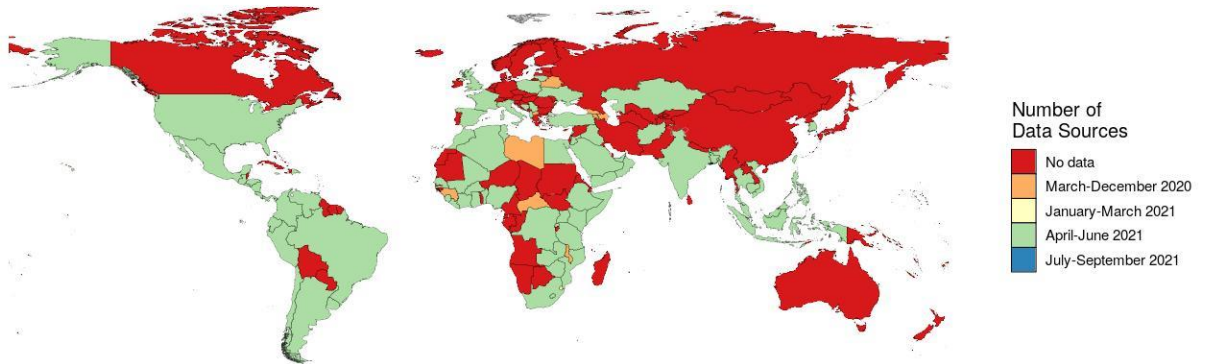 Number of
Data Sources
No data
March-December 2020
January-March 2021
April-June 2021
July-September 2021